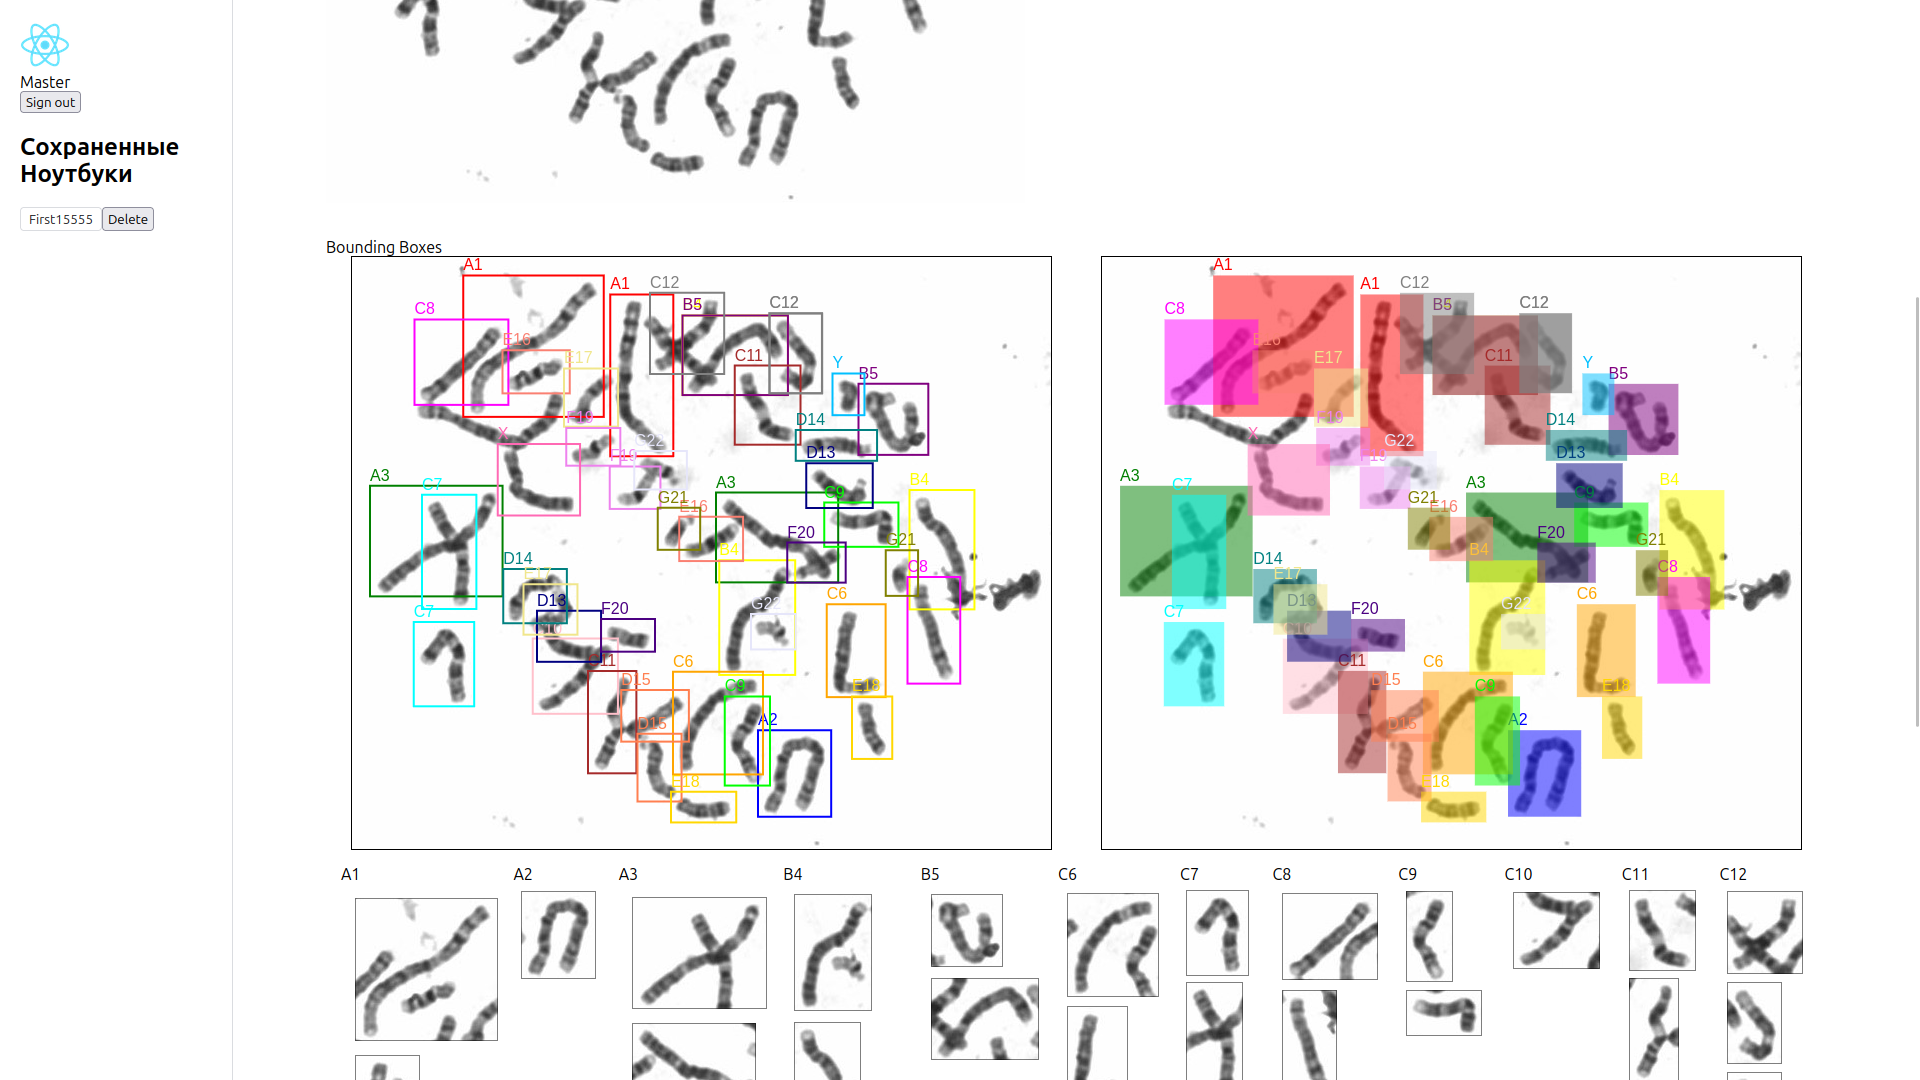 Master
Sign out
Сохраненные
Ноутбуки
First15555
Delete
Bounding Boxes
A1
C12
A1
C8
B5
C12
E16
E17
C11
Y
B5
F19
D14
X
G22
F19
D13
A3
C7
A3
C9
B4
G21
E16
F20
G21
B4
D14
C8
E17
D13
F20
G22
C6
C7
C11
C6
D15
C9
E18
D15
A2
E18
A1
C12
A1
C8
B5
C12
E16
E17
C11
Y
B5
F19
D14
X
G22
F19
D13
A3
C7
A3
C9
B4
G21
E16
F20
G21
B4
D14
C8
E17
D13
F20
G22
C6
C7
C11
C6
D15
C9
E18
D15
A2
E18
A1
A2
A3
B4
B5
C6
C7
C8
C9
C10
C11
C12